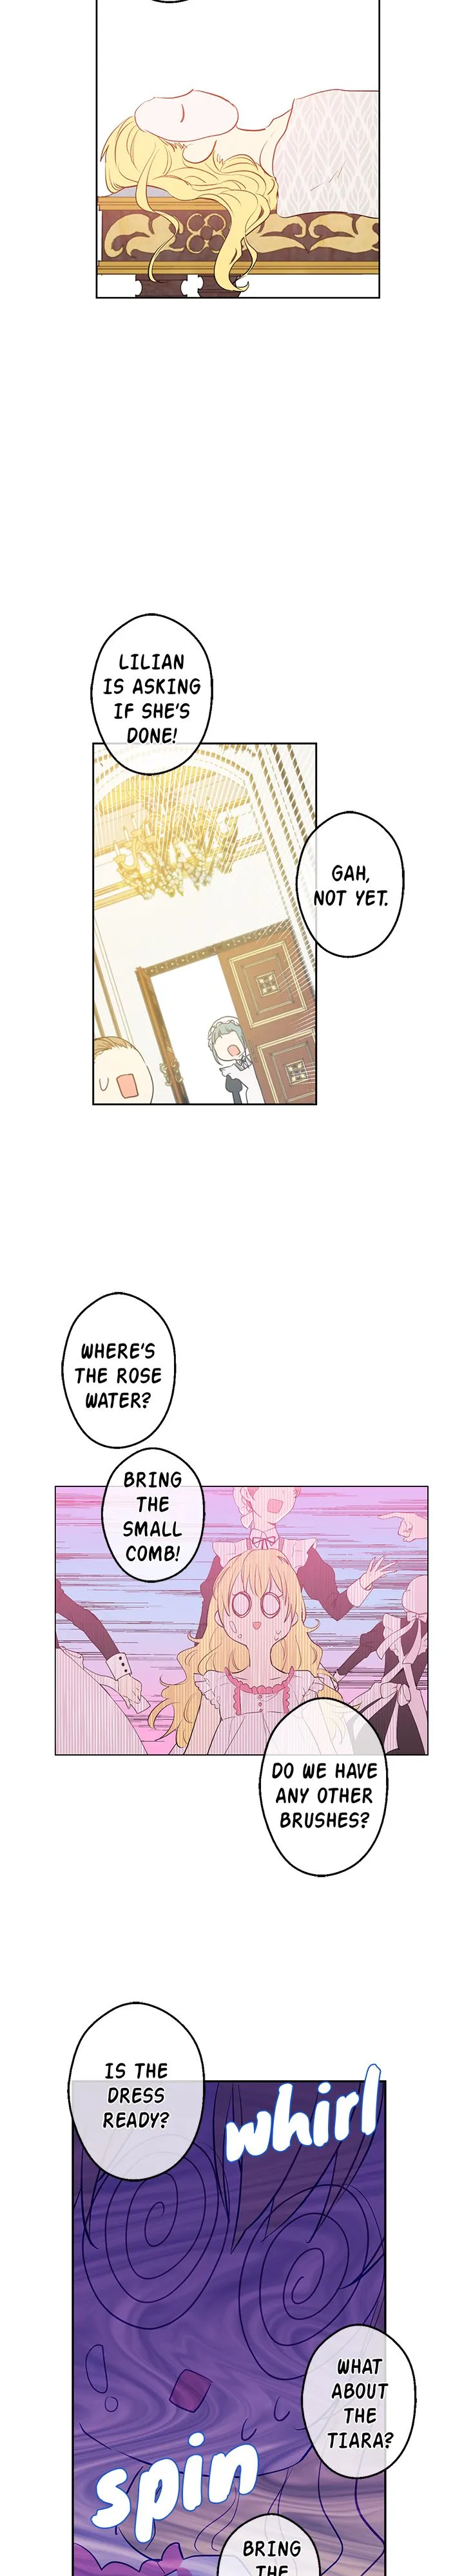 LILIAN
IS ASKING
IF SHE'S
DONE!
GAH,
NOT YET.
WHERE'S
THE ROSE
WATER?
BRING
THE
SMALL
COMB!
DO WE HAVE
ANY OTHER
BRUSHES?
IS THE
DRESS
READY?
whirl
WHAT
ABOUT
THE
TIARA?
spin
BRING
THE